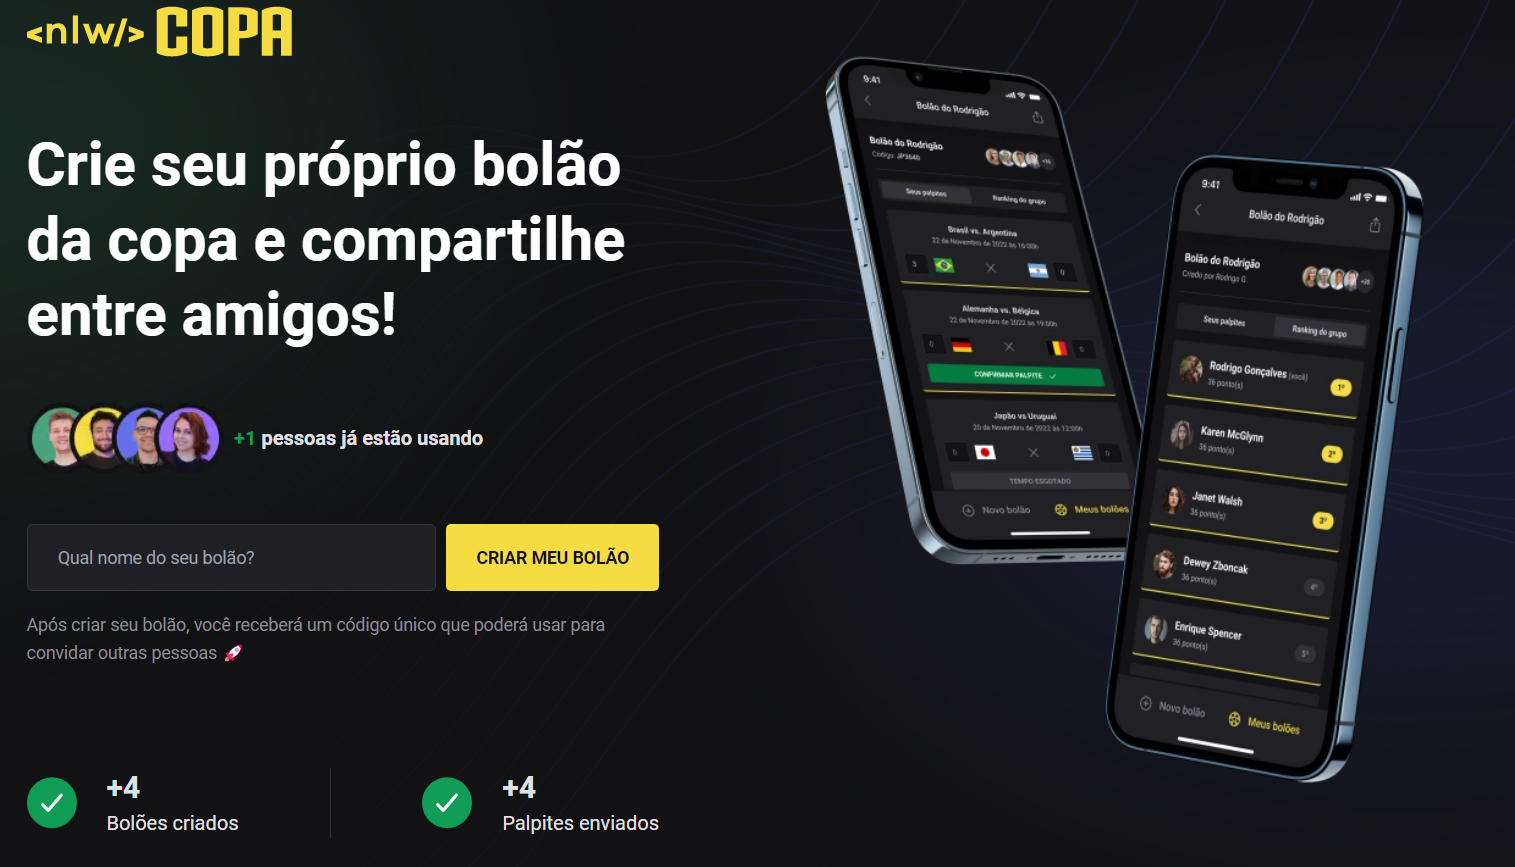 <nlw/> COPA
Crie seu próprio bolão
da copa e compartilhe
entre amigos!
+1 pessoas já estão usando
Qual nome do seu bolão?
CRIAR MEU BOLÃO
Após criar seu bolão, você receberá um código único que poderá usar para
convidar outras pessoas 🚀
+4
Bolões criados
+4
Palpites enviados
9:41
Bolão do Rodrigão
Bolão do Rodrigão
Código: JP3640
Seus palpites
Ranking do grupo
Brasil vs. Argentina
22 de Novembro de 2022 às 16:00h
3
0
Alemanha vs. Bélgica
22 de Novembro de 2022 às 19:00h
0
0
CONFIRMAR PALPITE
Japão vs Uruguai
20 de Novembro de 2022 às 12:00h
0
0
TEMPO ESGOTADO
Novo bolão
Meus bolões
9:41
Bolão do Rodrigão
Bolão do Rodrigão
Criado por Rodrigo G.
Seus palpites
Ranking do grupo
Rodrigo Gonçalves (você)
36 ponto(s)
1º
Karen McGlynn
36 ponto(s)
2º
Janet Walsh
36 ponto(s)
3º
Dewey Zboncak
36 ponto(s)
4º
Enrique Spencer
36 ponto(s)
5º
Novo bolão
Meus bolões